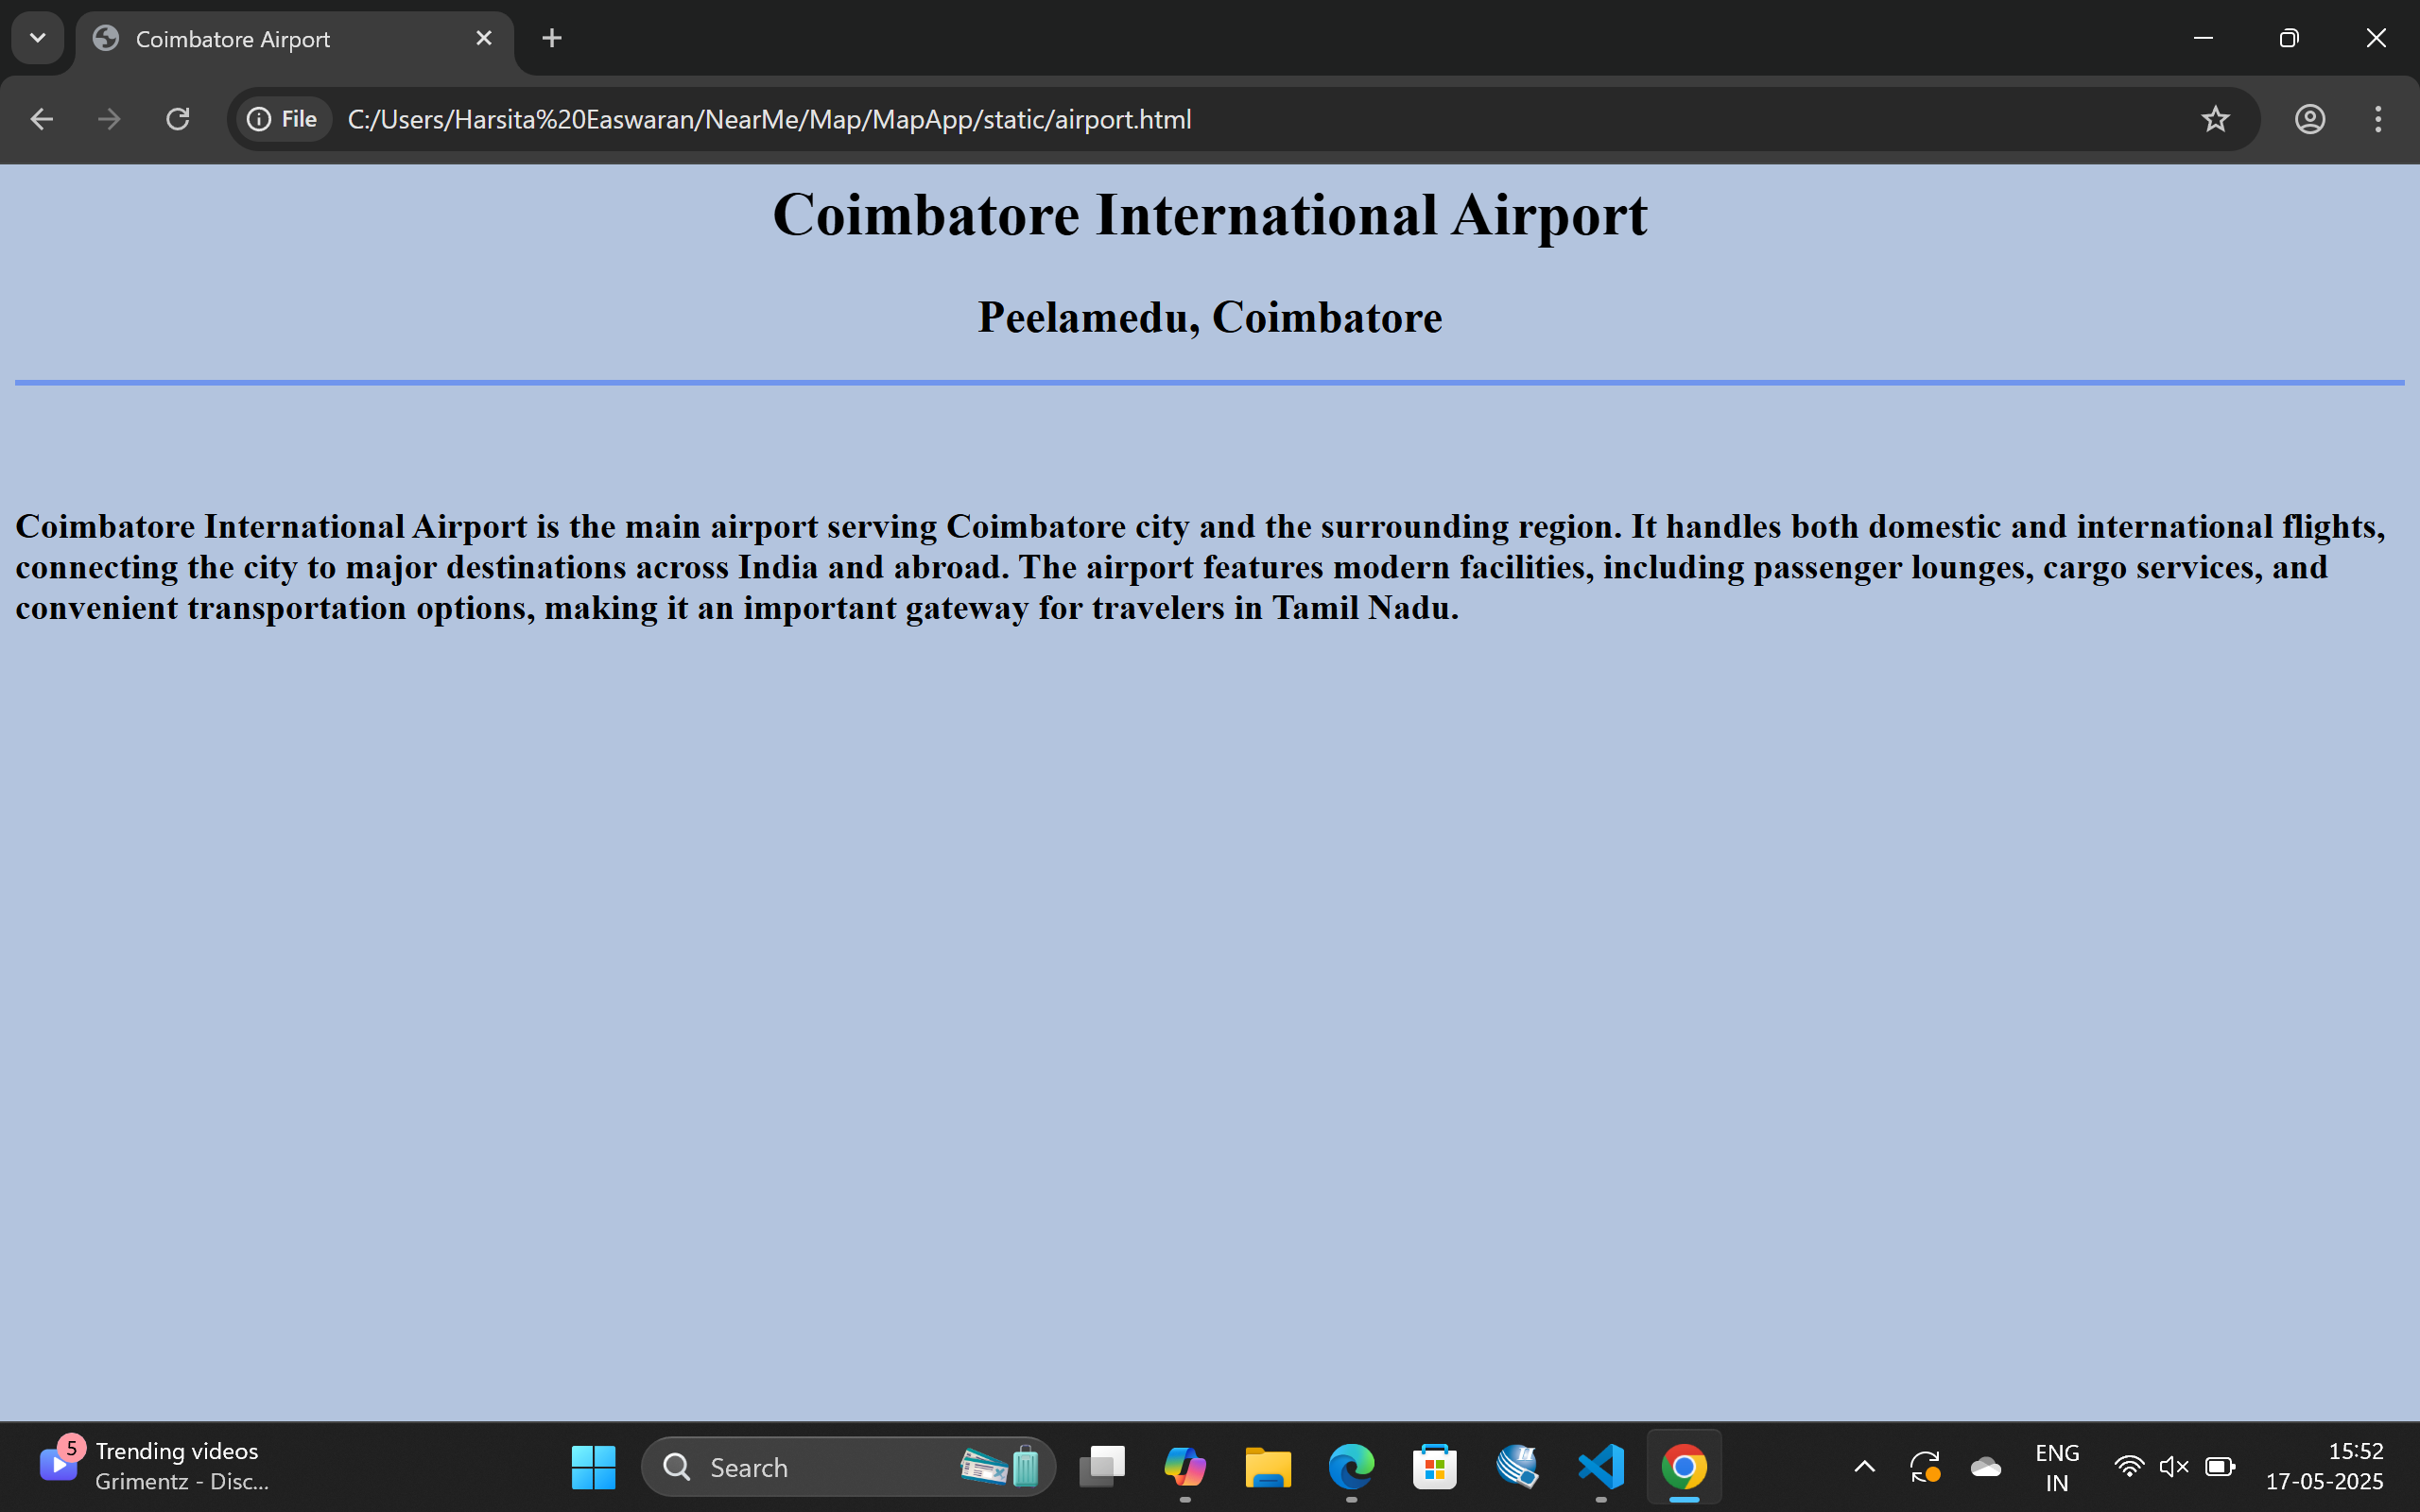 Coimbatore Airport
File C:/Users/Harsita%20Easwaran/NearMe/Map/MapApp/static/airport.html
Coimbatore International Airport
Peelamedu, Coimbatore
Coimbatore International Airport is the main airport serving Coimbatore city and the surrounding region. It handles both domestic and international flights,
connecting the city to major destinations across India and abroad. The airport features modern facilities, including passenger lounges, cargo services, and
convenient transportation options, making it an important gateway for travelers in Tamil Nadu.
5
Trending videos
Grimentz - Disc...
Search
ENG
IN
15:52
17-05-2025